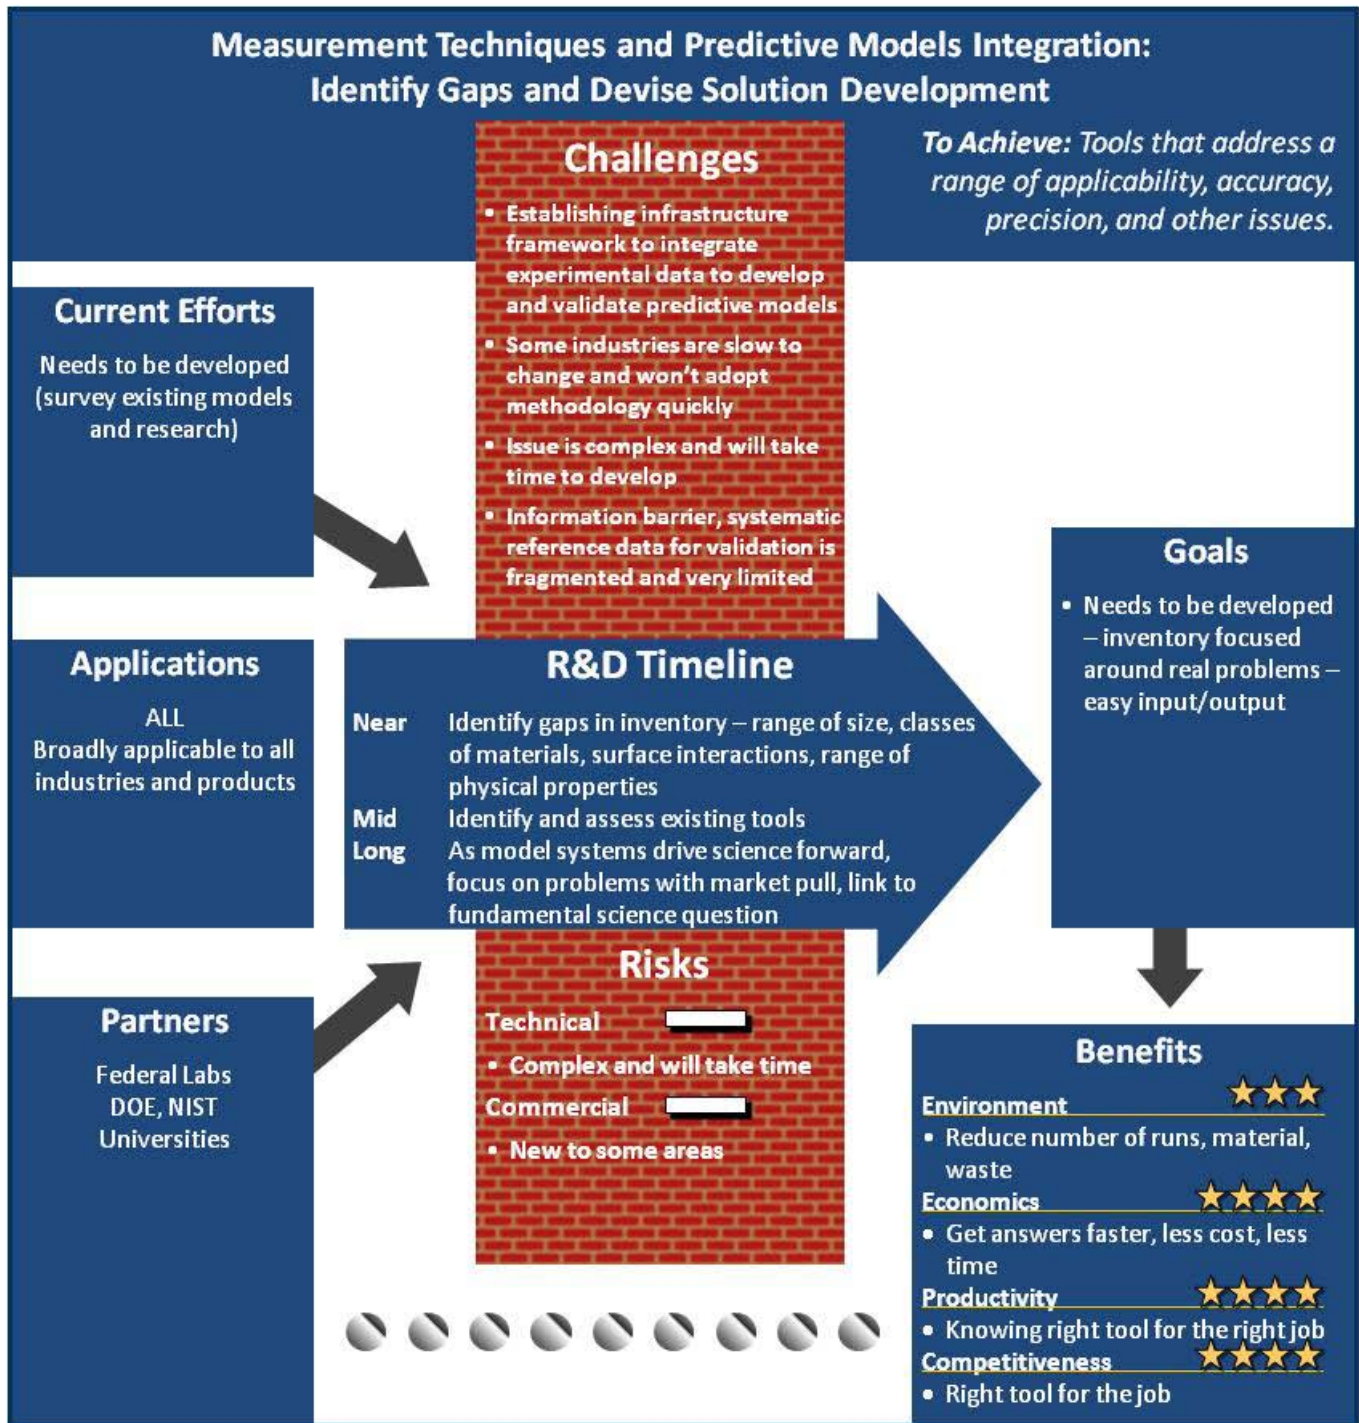 Measurement Techniques and Predictive Models Integration:
Identify Gaps and Devise Solution Development
To Achieve: Tools that address a
range of applicability, accuracy,
precision, and other issues.
Challenges
• Establishing infrastructure
framework to integrate
experimental data to develop
and validate predictive models
• Some industries are slow to
change and won't adopt
methodology quickly
• Issue is complex and will take
time to develop
• Information barrier, systematic
reference data for validation is
fragmented and very limited
Current Efforts
Needs to be developed
(survey existing models
and research)
Applications
ALL
Broadly applicable to all
industries and products
Partners
Federal Labs
DOE, NIST
Universities
R&D Timeline
Near Identify gaps in inventory – range of size, classes
of materials, surface interactions, range of
physical properties
Mid Identify and assess existing tools
Long As model systems drive science forward,
focus on problems with market pull, link to
fundamental science question
Risks
Technical
• Complex and will take time
Commercial
• New to some areas
Goals
• Needs to be developed
– inventory focused
around real problems –
easy input/output
Benefits
Environment
• Reduce number of runs, material,
waste
Economics
• Get answers faster, less cost, less
time
Productivity
• Knowing right tool for the right job
Competitiveness
• Right tool for the job